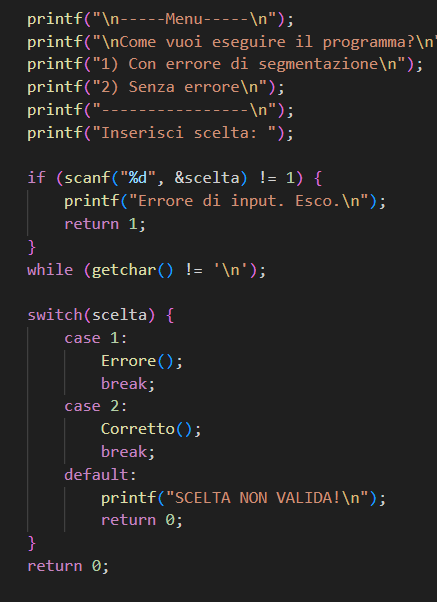 printf("\n-----Menu-----\n");
printf("\nCome vuoi eseguire il programma?\n"
printf("1) Con errore di segmentazione\n");
printf("2) Senza errore\n");
printf("----------------\n");
printf("Inserisci scelta: ");
if (scanf("%d", &scelta) != 1) {
printf("Errore di input. Esco.\n");
return 1;
}
while (getchar() != '\n');
switch(scelta) {
case 1:
Errore();
break;
case 2:
Corretto();
break;
default:
printf("SCELTA NON VALIDA!\n");
return 0;
}
return 0;